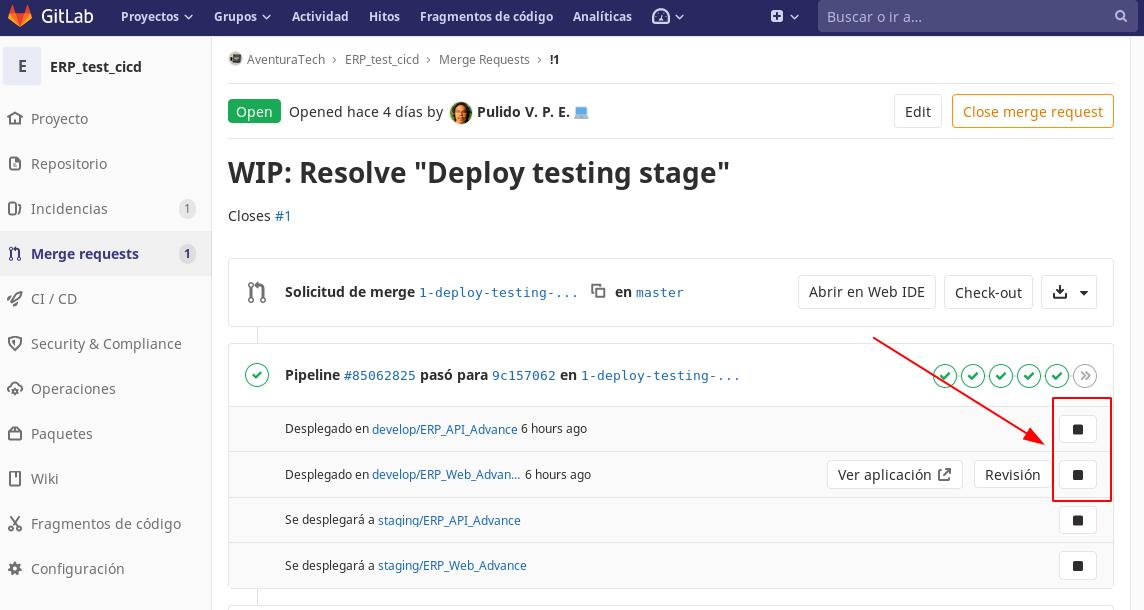 GitLab Proyectos Grupos Actividad Hitos Fragmentos de código Analíticas Buscar o ir a...
E ERP_test_cicd
Proyecto
Repositorio
Incidencias 1
Merge requests 1
CI / CD
Security & Compliance
Operaciones
Paquetes
Wiki
Fragmentos de código
Configuración
AventuraTech › ERP_test_cicd › Merge Requests › !1
Open Opened hace 4 días by Pulido V. P. E. Edit Close merge request
WIP: Resolve "Deploy testing stage"
Closes #1
Solicitud de merge 1-deploy-testing-... en master Abrir en Web IDE Check-out
Pipeline #85062825 pasó para 9c157062 en 1-deploy-testing-...
Desplegado en develop/ERP_API_Advance 6 hours ago
Desplegado en develop/ERP_Web_Advan... 6 hours ago Ver aplicación Revisión
Se desplegará a staging/ERP_API_Advance
Se desplegará a staging/ERP_Web_Advance